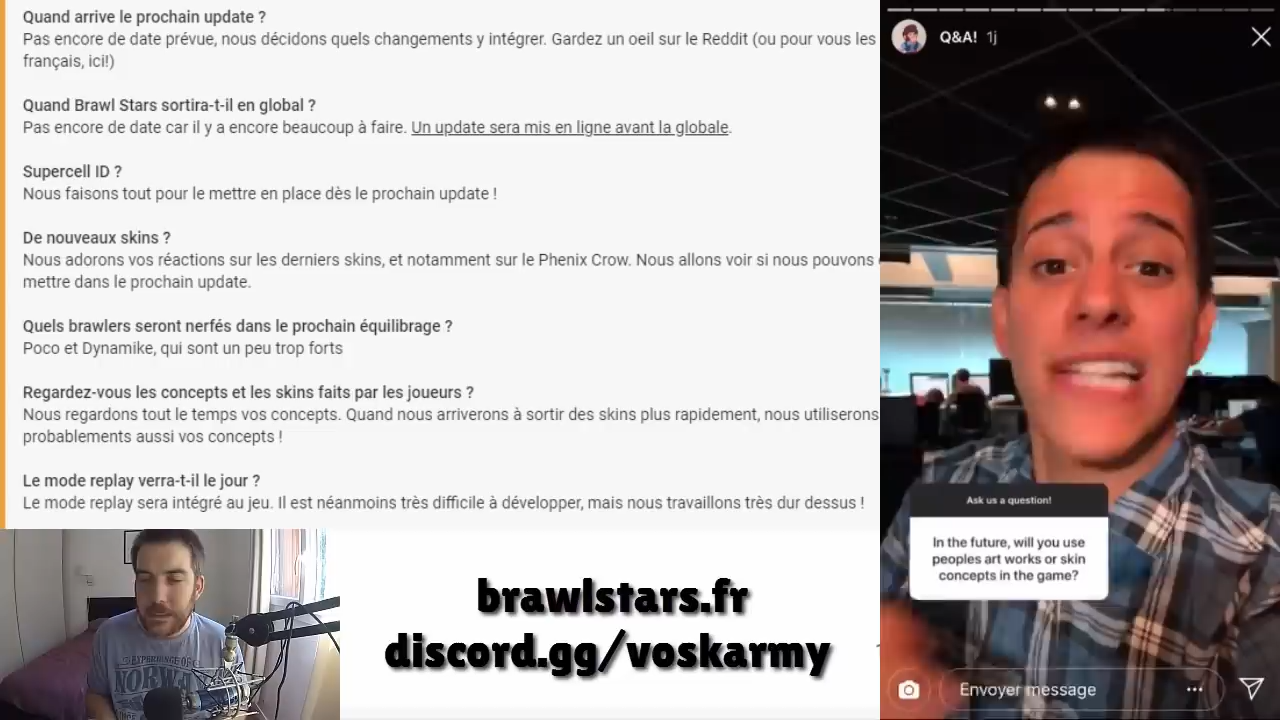 Quand arrive le prochain update ?
Pas encore de date prévue, nous décidons quels changements y intégrer. Gardez un oeil sur le Reddit (ou pour vous les
français, ici!)
Quand Brawl Stars sortira-t-il en global ?
Pas encore de date car il y a encore beaucoup à faire. Un update sera mis en ligne avant la globale.
Supercell ID ?
Nous faisons tout pour le mettre en place dès le prochain update !
De nouveaux skins ?
Nous adorons vos réactions sur les derniers skins, et notamment sur le Phenix Crow. Nous allons voir si nous pouvons
mettre dans le prochain update.
Quels brawlers seront nerfés dans le prochain équilibrage ?
Poco et Dynamike, qui sont un peu trop forts
Regardez-vous les concepts et les skins faits par les joueurs ?
Nous regardons tout le temps vos concepts. Quand nous arriverons à sortir des skins plus rapidement, nous utiliserons
probablements aussi vos concepts !
Le mode replay verra-t-il le jour ?
Le mode replay sera intégré au jeu. Il est néanmoins très difficile à développer, mais nous travaillons très dur dessus !
EXPERIENCE OF
NORWA
brawlstars.fr
discord.gg/voskarmy
Q&A! 1j
Ask us a question!
In the future, will you use
peoples art works or skin
concepts in the game?
Envoyer message